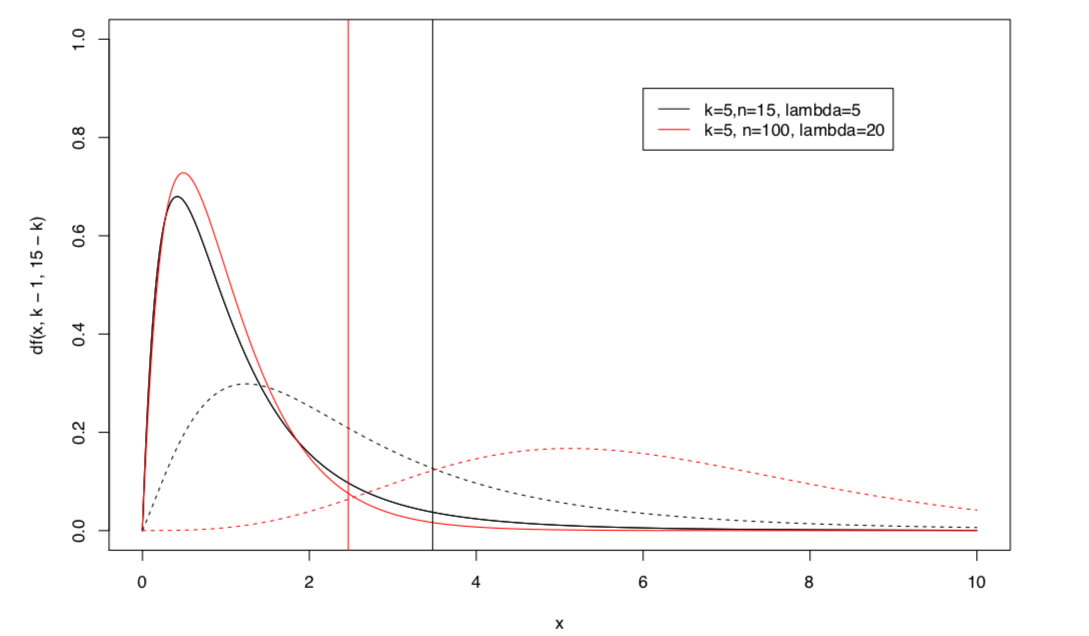 1.0
0.8
0.6
0.4
0.2
0.0
df(x, k − 1, 15 − k)
k=5,n=15, lambda=5
k=5, n=100, lambda=20
0 2 4 6 8 10
x